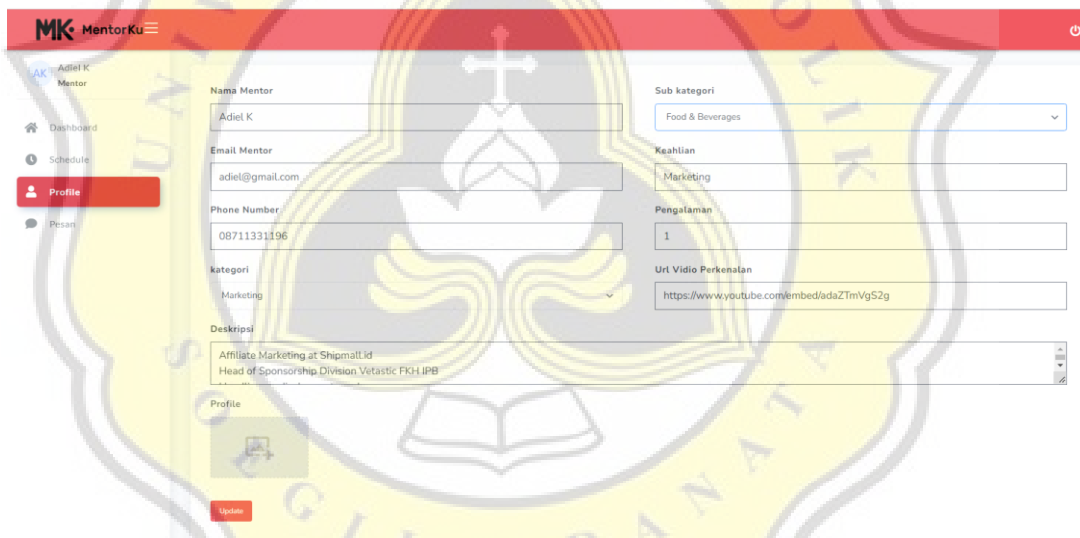 MK MentorKu
AK Adiel K
Mentor
Dashboard
Schedule
Profile
Pesan
Nama Mentor
Adiel K
Sub kategori
Food & Beverages
Email Mentor
adiel@gmail.com
Keahlian
Marketing
Phone Number
08711331196
Pengalaman
1
kategori
Marketing
Url Vidio Perkenalan
https://www.youtube.com/embed/adaZTmVgS2g
Deskripsi
Affiliate Marketing at Shipmall.id
Head of Sponsorship Division Vetastic FKH IPB
Profile
Update